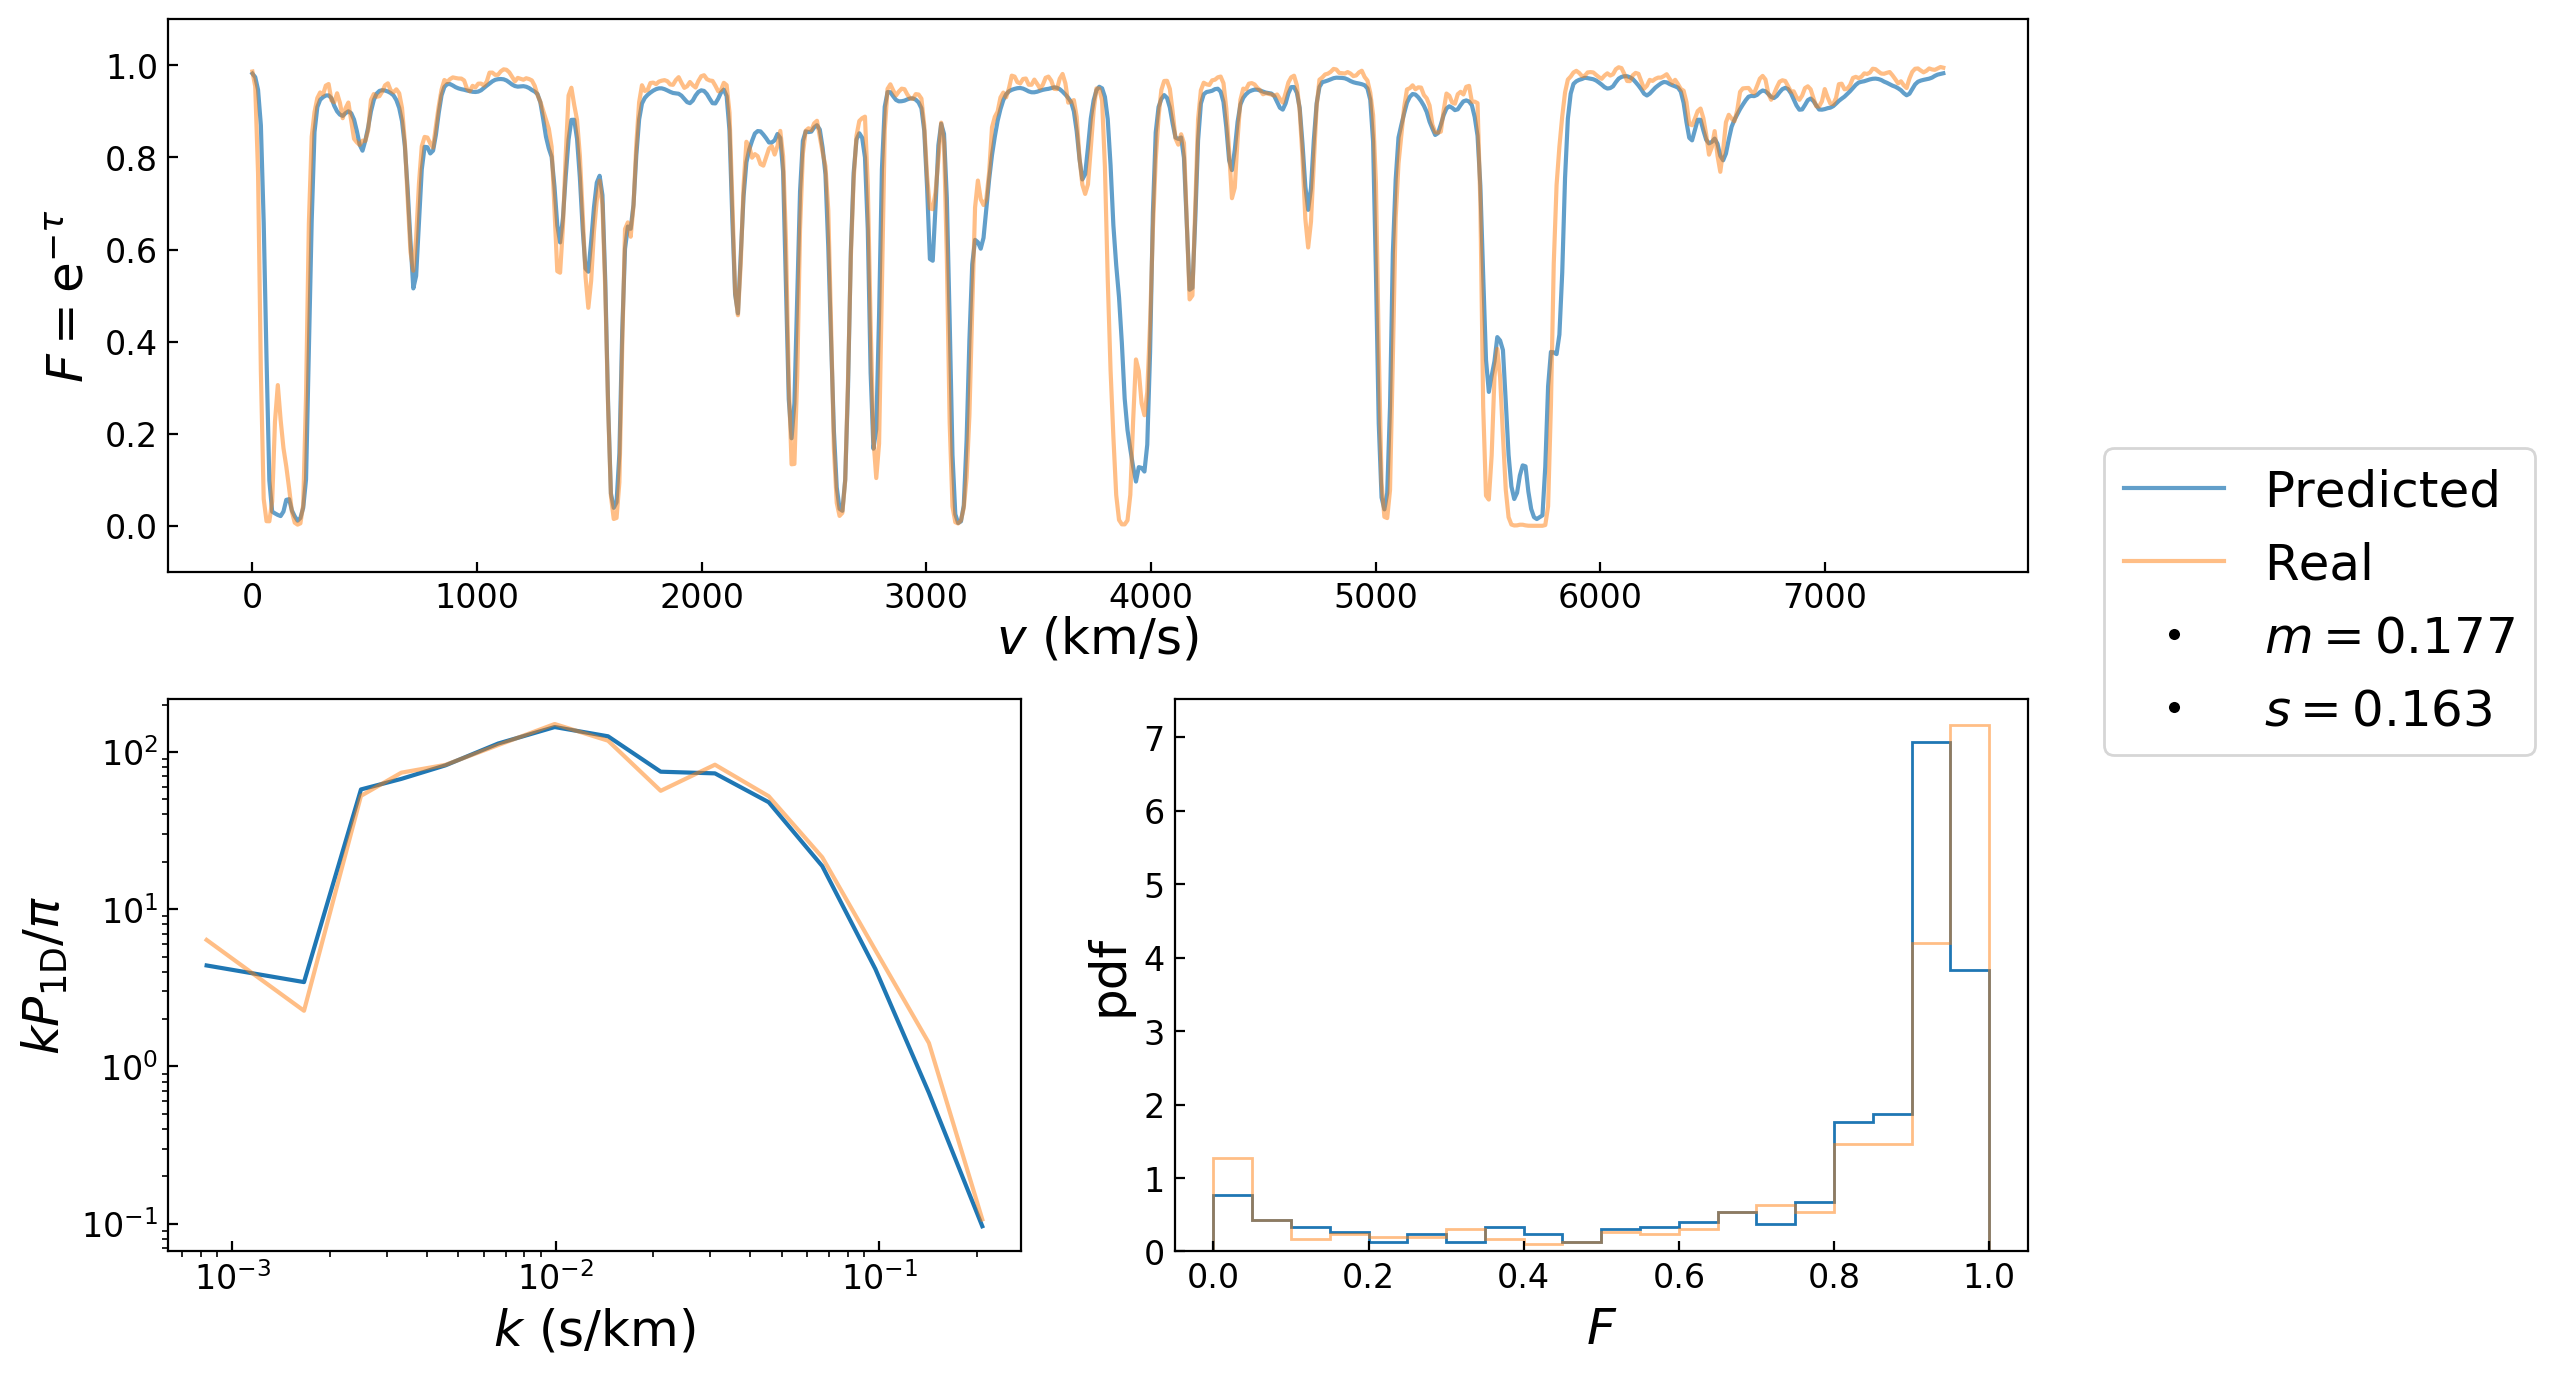 1.0
0.8
0.6
0.4
0.2
0.0
F = e^{−τ}
0 1000 2000 3000 4000 5000 6000 7000
v (km/s)
Predicted
Real
m = 0.177
s = 0.163
10^2
10^1
10^0
10^{−1}
kP_{1D}/π
10^{−3} 10^{−2} 10^{−1}
k (s/km)
7
6
5
4
3
2
1
0
pdf
0.0 0.2 0.4 0.6 0.8 1.0
F